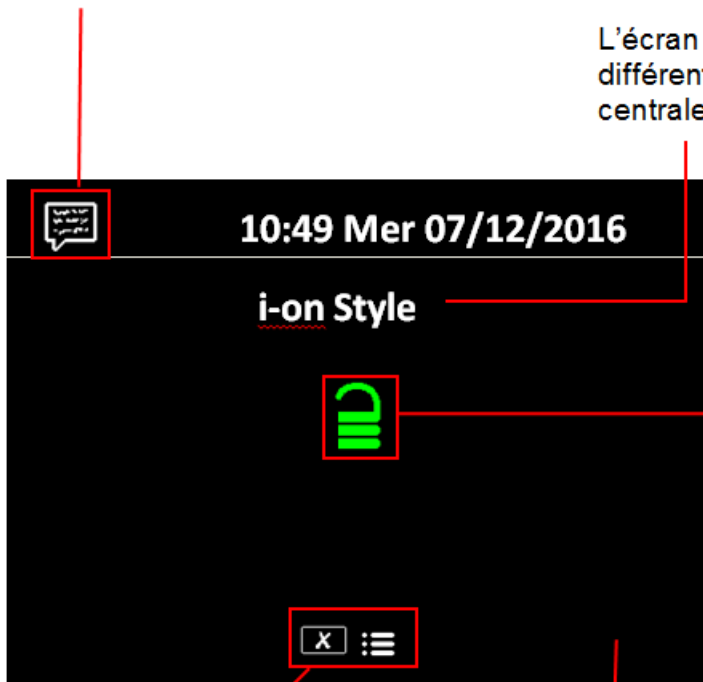 L'écran
différent
centrale
10:49 Mer 07/12/2016
i-on Style
X